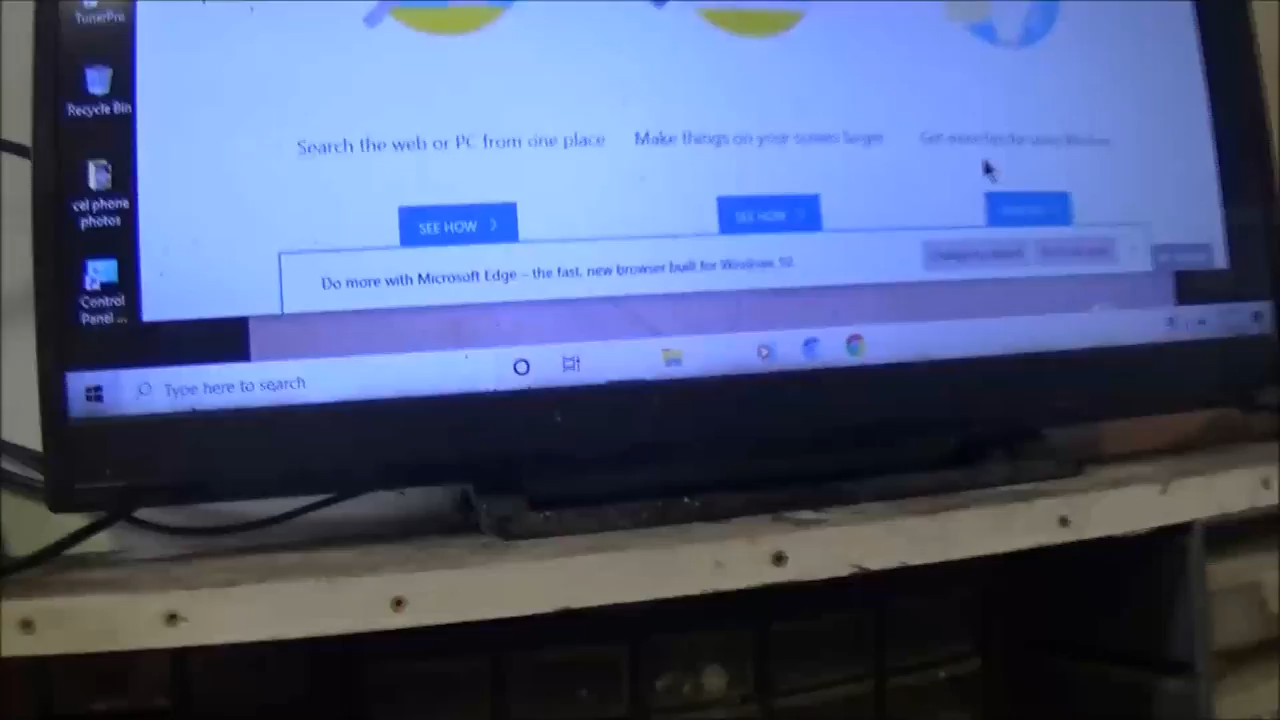 TunerPro
Recycle Bin
cel phone
photos
Control
Panel ...
Search the web or PC from one place
Make things on your screen larger
SEE HOW
SEE HOW
Do more with Microsoft Edge – the fast, new browser built for Windows 10.
Type here to search